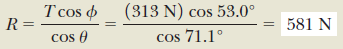 R = T cos ϕ / cos θ = (313 N) cos 53.0° / cos 71.1° = 581 N